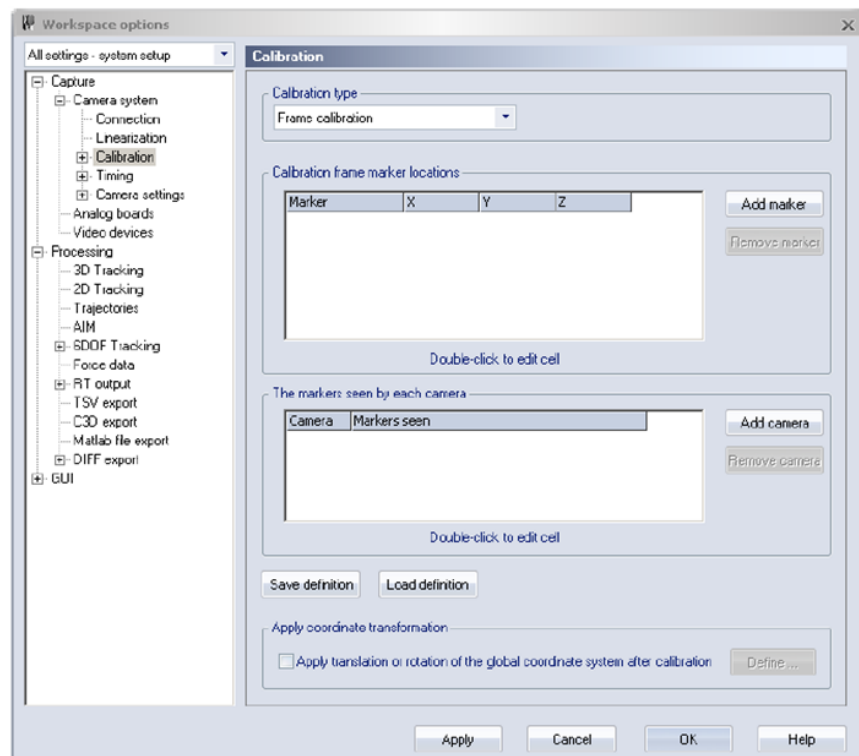 Workspace options
All settings - system setup
Capture
Camera system
Connection
Linearization
Calibration
Timing
Camera settings
Analog boards
Video devices
Processing
3D Tracking
2D Tracking
Trajectories
AIM
6DOF Tracking
Force data
RT output
TSV export
C3D export
Matlab file export
DIFF export
GUI
Calibration
Calibration type
Frame calibration
Calibration frame marker locations
Marker X Y Z
Add marker
Remove marker
Double-click to edit cell
The markers seen by each camera
Camera Markers seen
Add camera
Remove camera
Double-click to edit cell
Save definition Load definition
Apply coordinate transformation
Apply translation or rotation of the global coordinate system after calibration Define ...
Apply Cancel OK Help